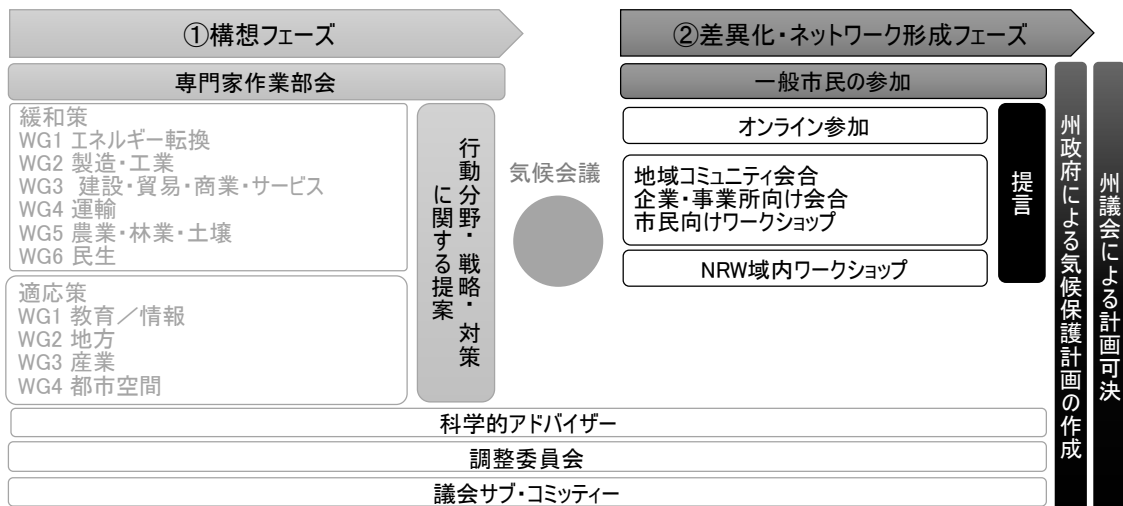 ①構想フェーズ
専門家作業部会
緩和策
WG1 エネルギー転換
WG2 製造・工業
WG3 建設・貿易・商業・サービス
WG4 運輸
WG5 農業・林業・土壌
WG6 民生
適応策
WG1 教育／情報
WG2 地方
WG3 産業
WG4 都市空間
行動分野・戦略・対策
に関する提案
気候会議
②差異化・ネットワーク形成フェーズ
一般市民の参加
オンライン参加
地域コミュニティ会合
企業・事業所向け会合
市民向けワークショップ
NRW域内ワークショップ
提言
州政府による気候保護計画の作成
州議会による計画可決
科学的アドバイザー
調整委員会
議会サブ・コミッティー